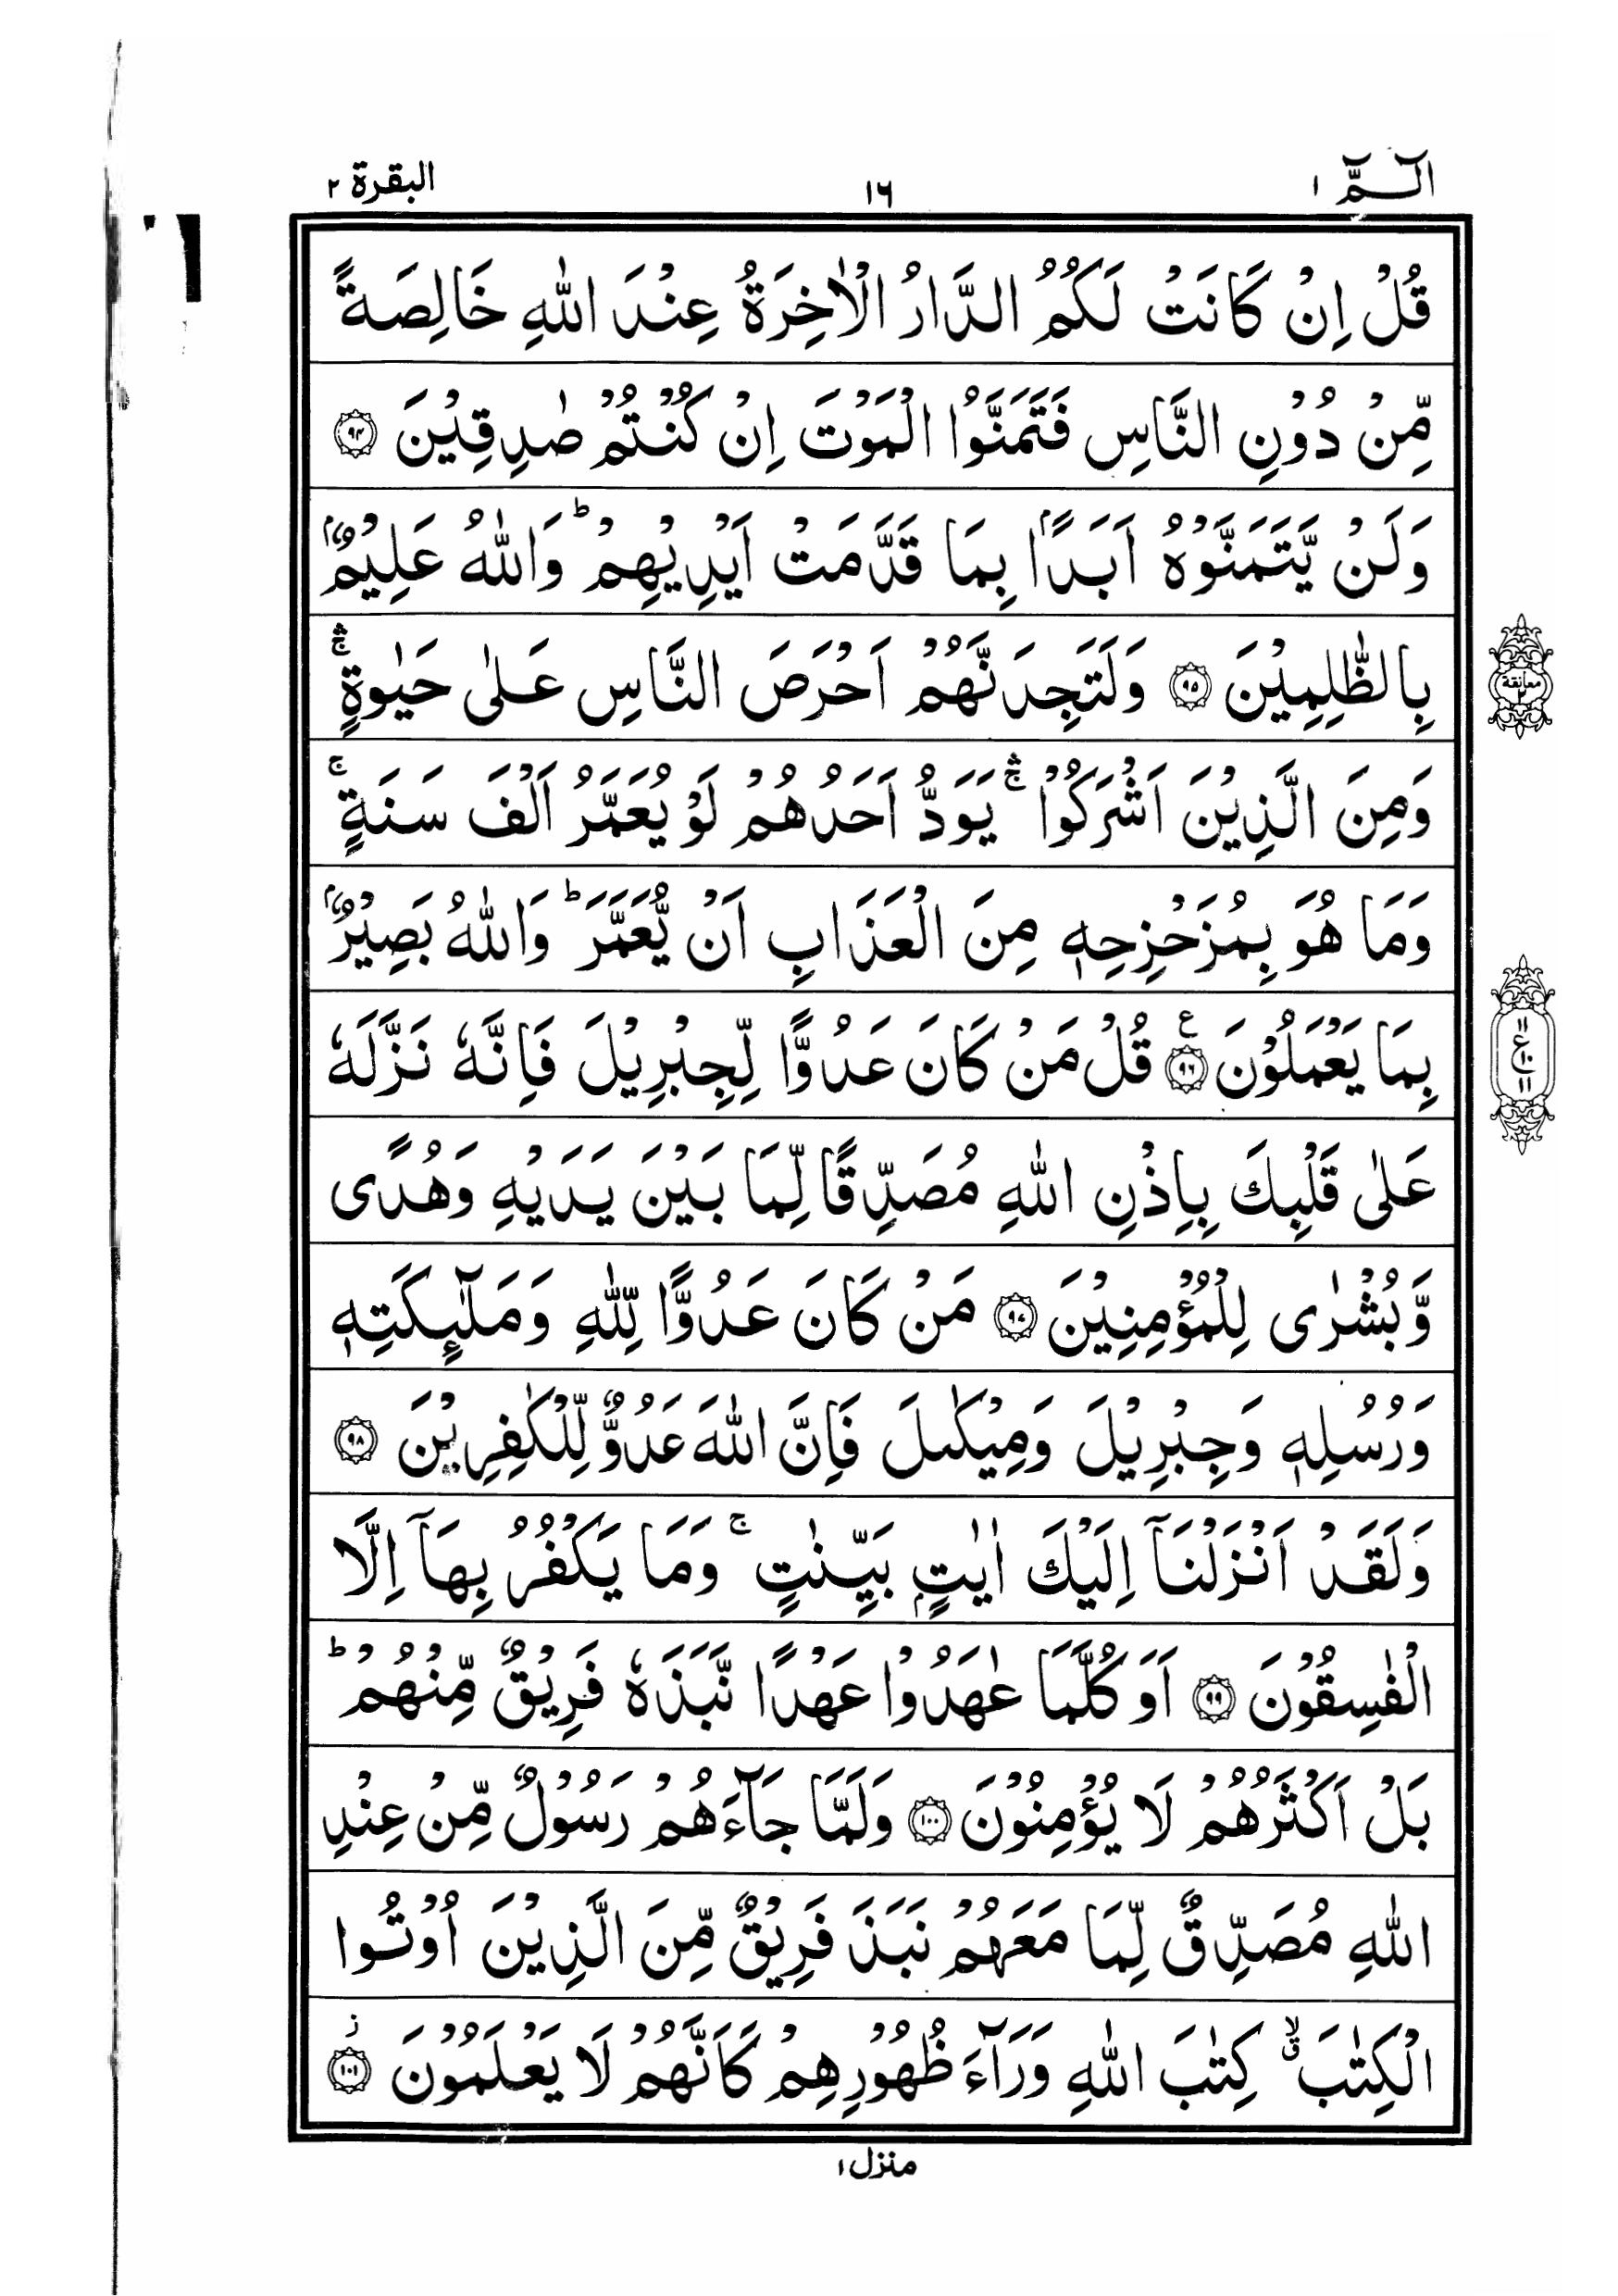 الٓـمّٓ ١
١٦
البقرة ٢
قُلْ اِنْ كَانَتْ لَكُمُ الدَّارُ الْاٰخِرَةُ عِنْدَ اللّٰهِ خَالِصَةً
مِّنْ دُوْنِ النَّاسِ فَتَمَنَّوُا الْمَوْتَ اِنْ كُنْتُمْ صٰدِقِيْنَ ۝٩٤
وَلَنْ يَّتَمَنَّوْهُ اَبَدًۢا بِمَا قَدَّمَتْ اَيْدِيْهِمْ ؕ وَاللّٰهُ عَلِيْمٌۢ
بِالظّٰلِمِيْنَ ۝٩٥ وَلَتَجِدَنَّهُمْ اَحْرَصَ النَّاسِ عَلٰى حَيٰوةٍ ۛۚ
وَمِنَ الَّذِيْنَ اَشْرَكُوْا ۛۚ يَوَدُّ اَحَدُهُمْ لَوْ يُعَمَّرُ اَلْفَ سَنَةٍ ۚ
وَمَا هُوَ بِمُزَحْزِحِهٖ مِنَ الْعَذَابِ اَنْ يُّعَمَّرَ ؕ وَاللّٰهُ بَصِيْرٌۢ
بِمَا يَعْمَلُوْنَ ۝٩٦ ع قُلْ مَنْ كَانَ عَدُوًّا لِّجِبْرِيْلَ فَاِنَّهٗ نَزَّلَهٗ
عَلٰى قَلْبِكَ بِاِذْنِ اللّٰهِ مُصَدِّقًا لِّمَا بَيْنَ يَدَيْهِ وَهُدًى
وَّبُشْرٰى لِلْمُؤْمِنِيْنَ ۝٩٧ مَنْ كَانَ عَدُوًّا لِّلّٰهِ وَمَلٰٓئِكَتِهٖ
وَرُسُلِهٖ وَجِبْرِيْلَ وَمِيْكٰىلَ فَاِنَّ اللّٰهَ عَدُوٌّ لِّلْكٰفِرِيْنَ ۝٩٨
وَلَقَدْ اَنْزَلْنَاۤ اِلَيْكَ اٰيٰتٍۭ بَيِّنٰتٍ ۚ وَمَا يَكْفُرُ بِهَاۤ اِلَّا
الْفٰسِقُوْنَ ۝٩٩ اَوَكُلَّمَا عٰهَدُوْا عَهْدًا نَّبَذَهٗ فَرِيْقٌ مِّنْهُمْ ؕ
بَلْ اَكْثَرُهُمْ لَا يُؤْمِنُوْنَ ۝١٠٠ وَلَمَّا جَآءَهُمْ رَسُوْلٌ مِّنْ عِنْدِ
اللّٰهِ مُصَدِّقٌ لِّمَا مَعَهُمْ نَبَذَ فَرِيْقٌ مِّنَ الَّذِيْنَ اُوْتُوا
الْكِتٰبَ ۙۗ كِتٰبَ اللّٰهِ وَرَآءَ ظُهُوْرِهِمْ كَاَنَّهُمْ لَا يَعْلَمُوْنَ ۝١٠١ ز
معانقة ٢
منزل ١